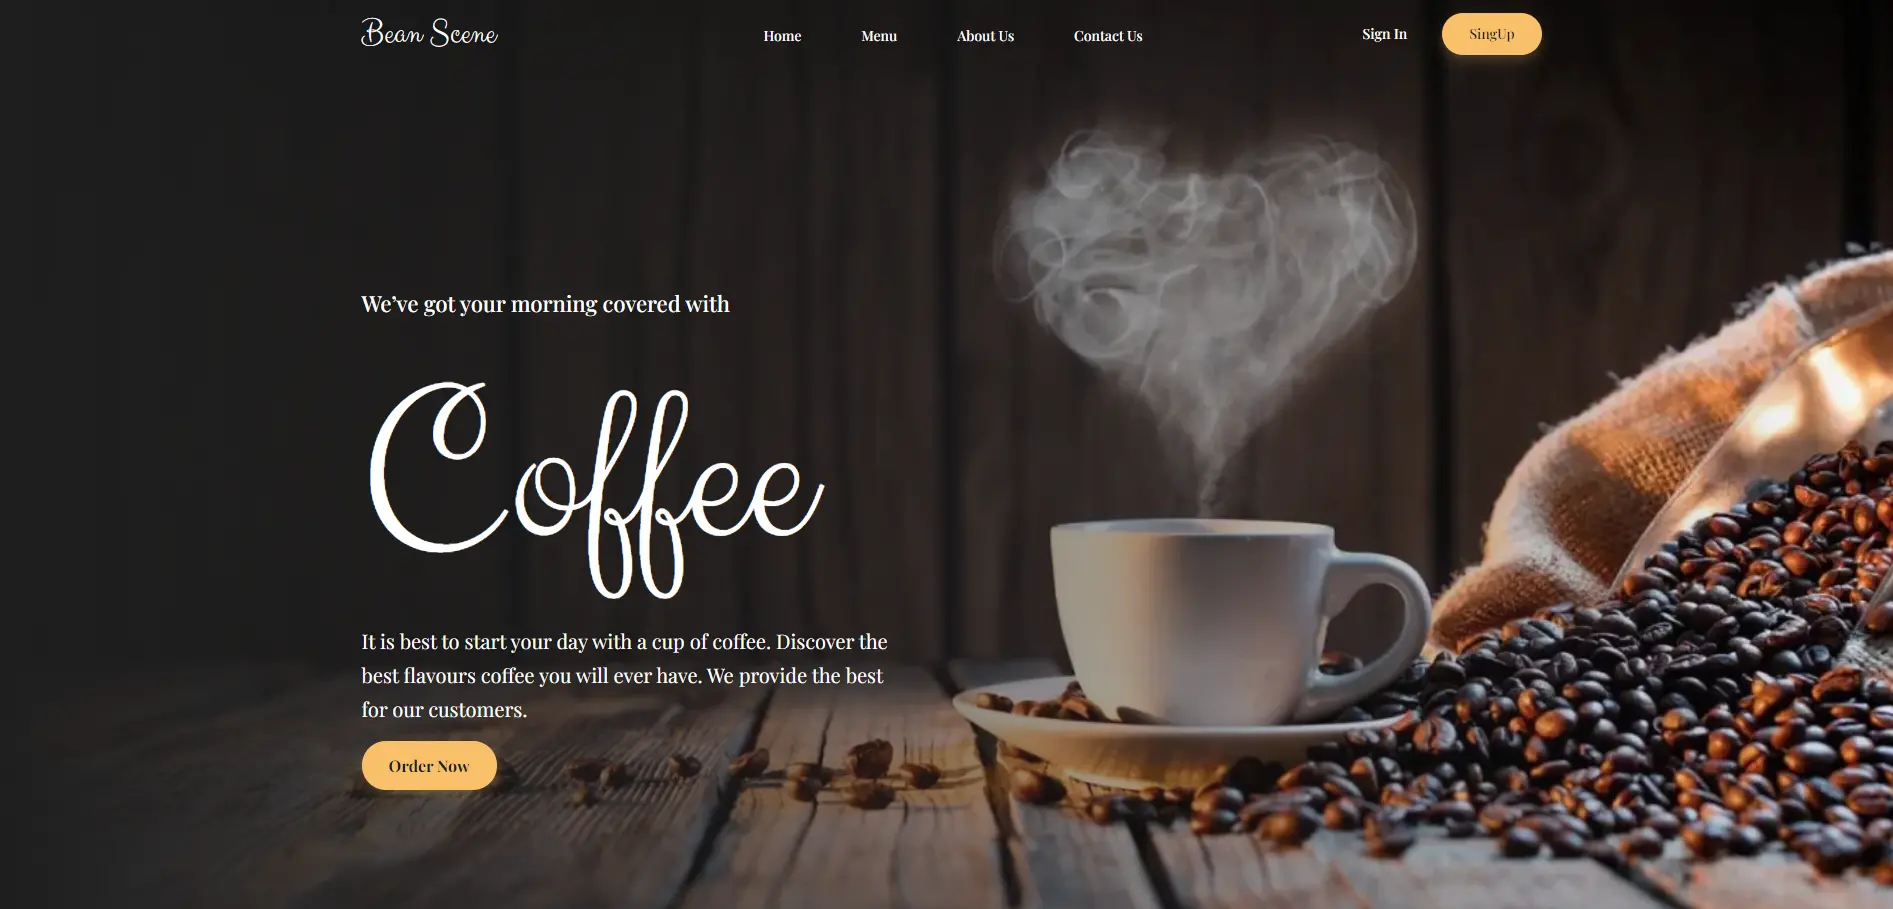 Bean Scene
Home
Menu
About Us
Contact Us
Sign In
SingUp
We’ve got your morning covered with
Coffee
It is best to start your day with a cup of coffee. Discover the
best flavours coffee you will ever have. We provide the best
for our customers.
Order Now